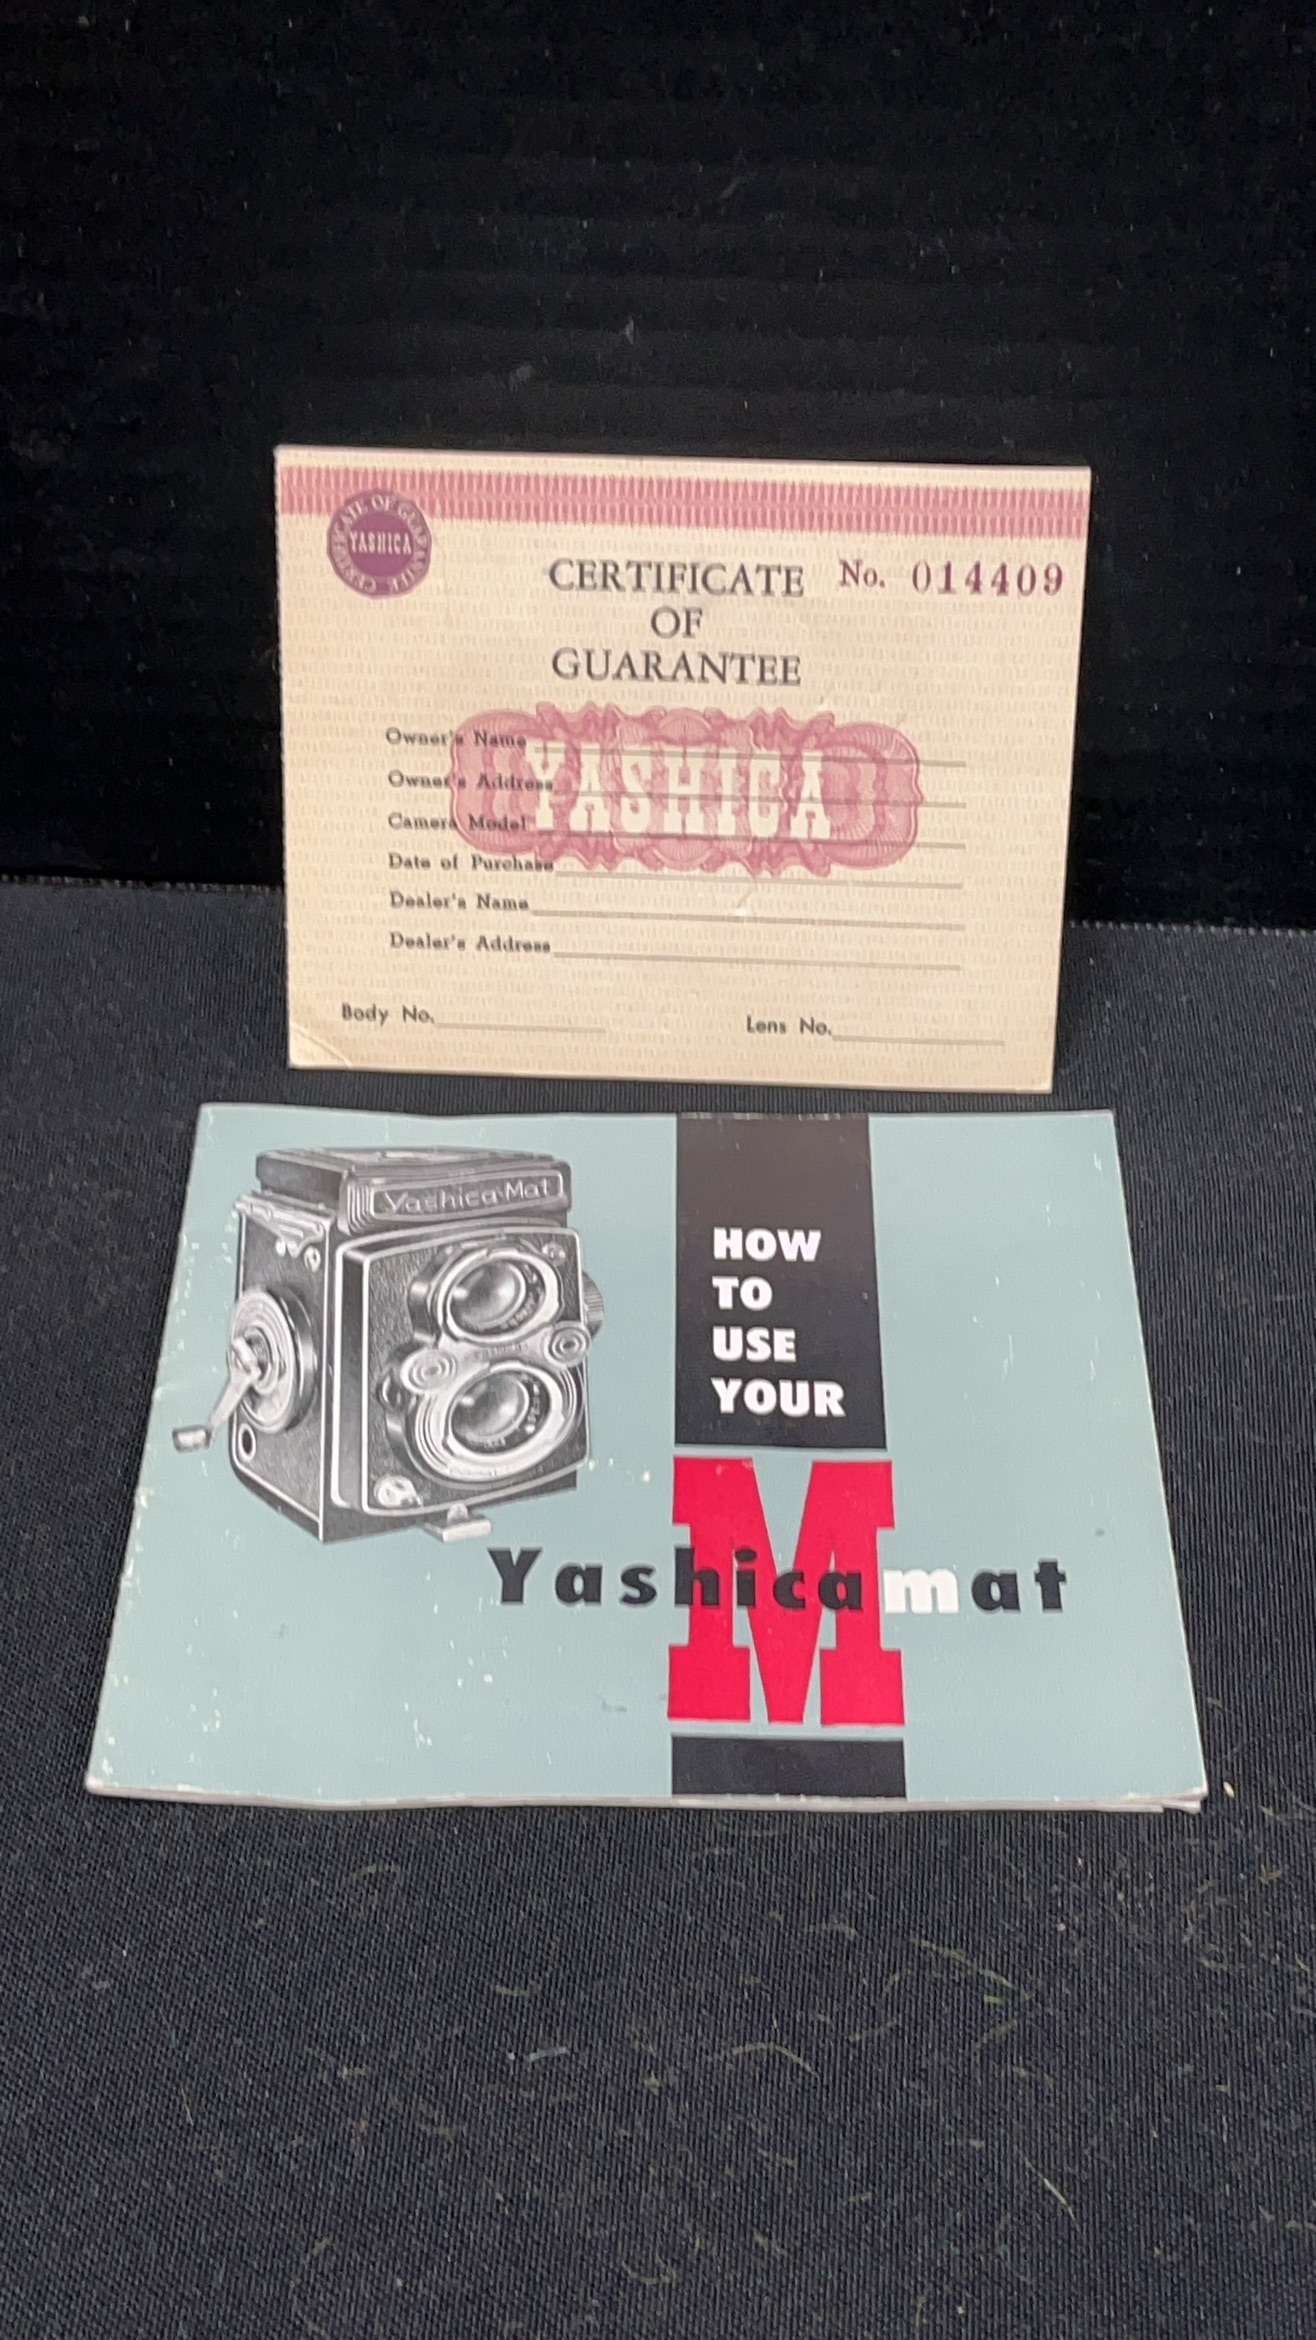 CERTIFICATE OF GUARANTEE
YASHICA
CERTIFICATE No. 014409
OF
GUARANTEE
YASHICA
Owner's Name
Owner's Address
Camera Model
Date of Purchase
Dealer's Name
Dealer's Address
Body No. Lens No.
Yashica-Mat
HOW
TO
USE
YOUR
M
Yashicamat